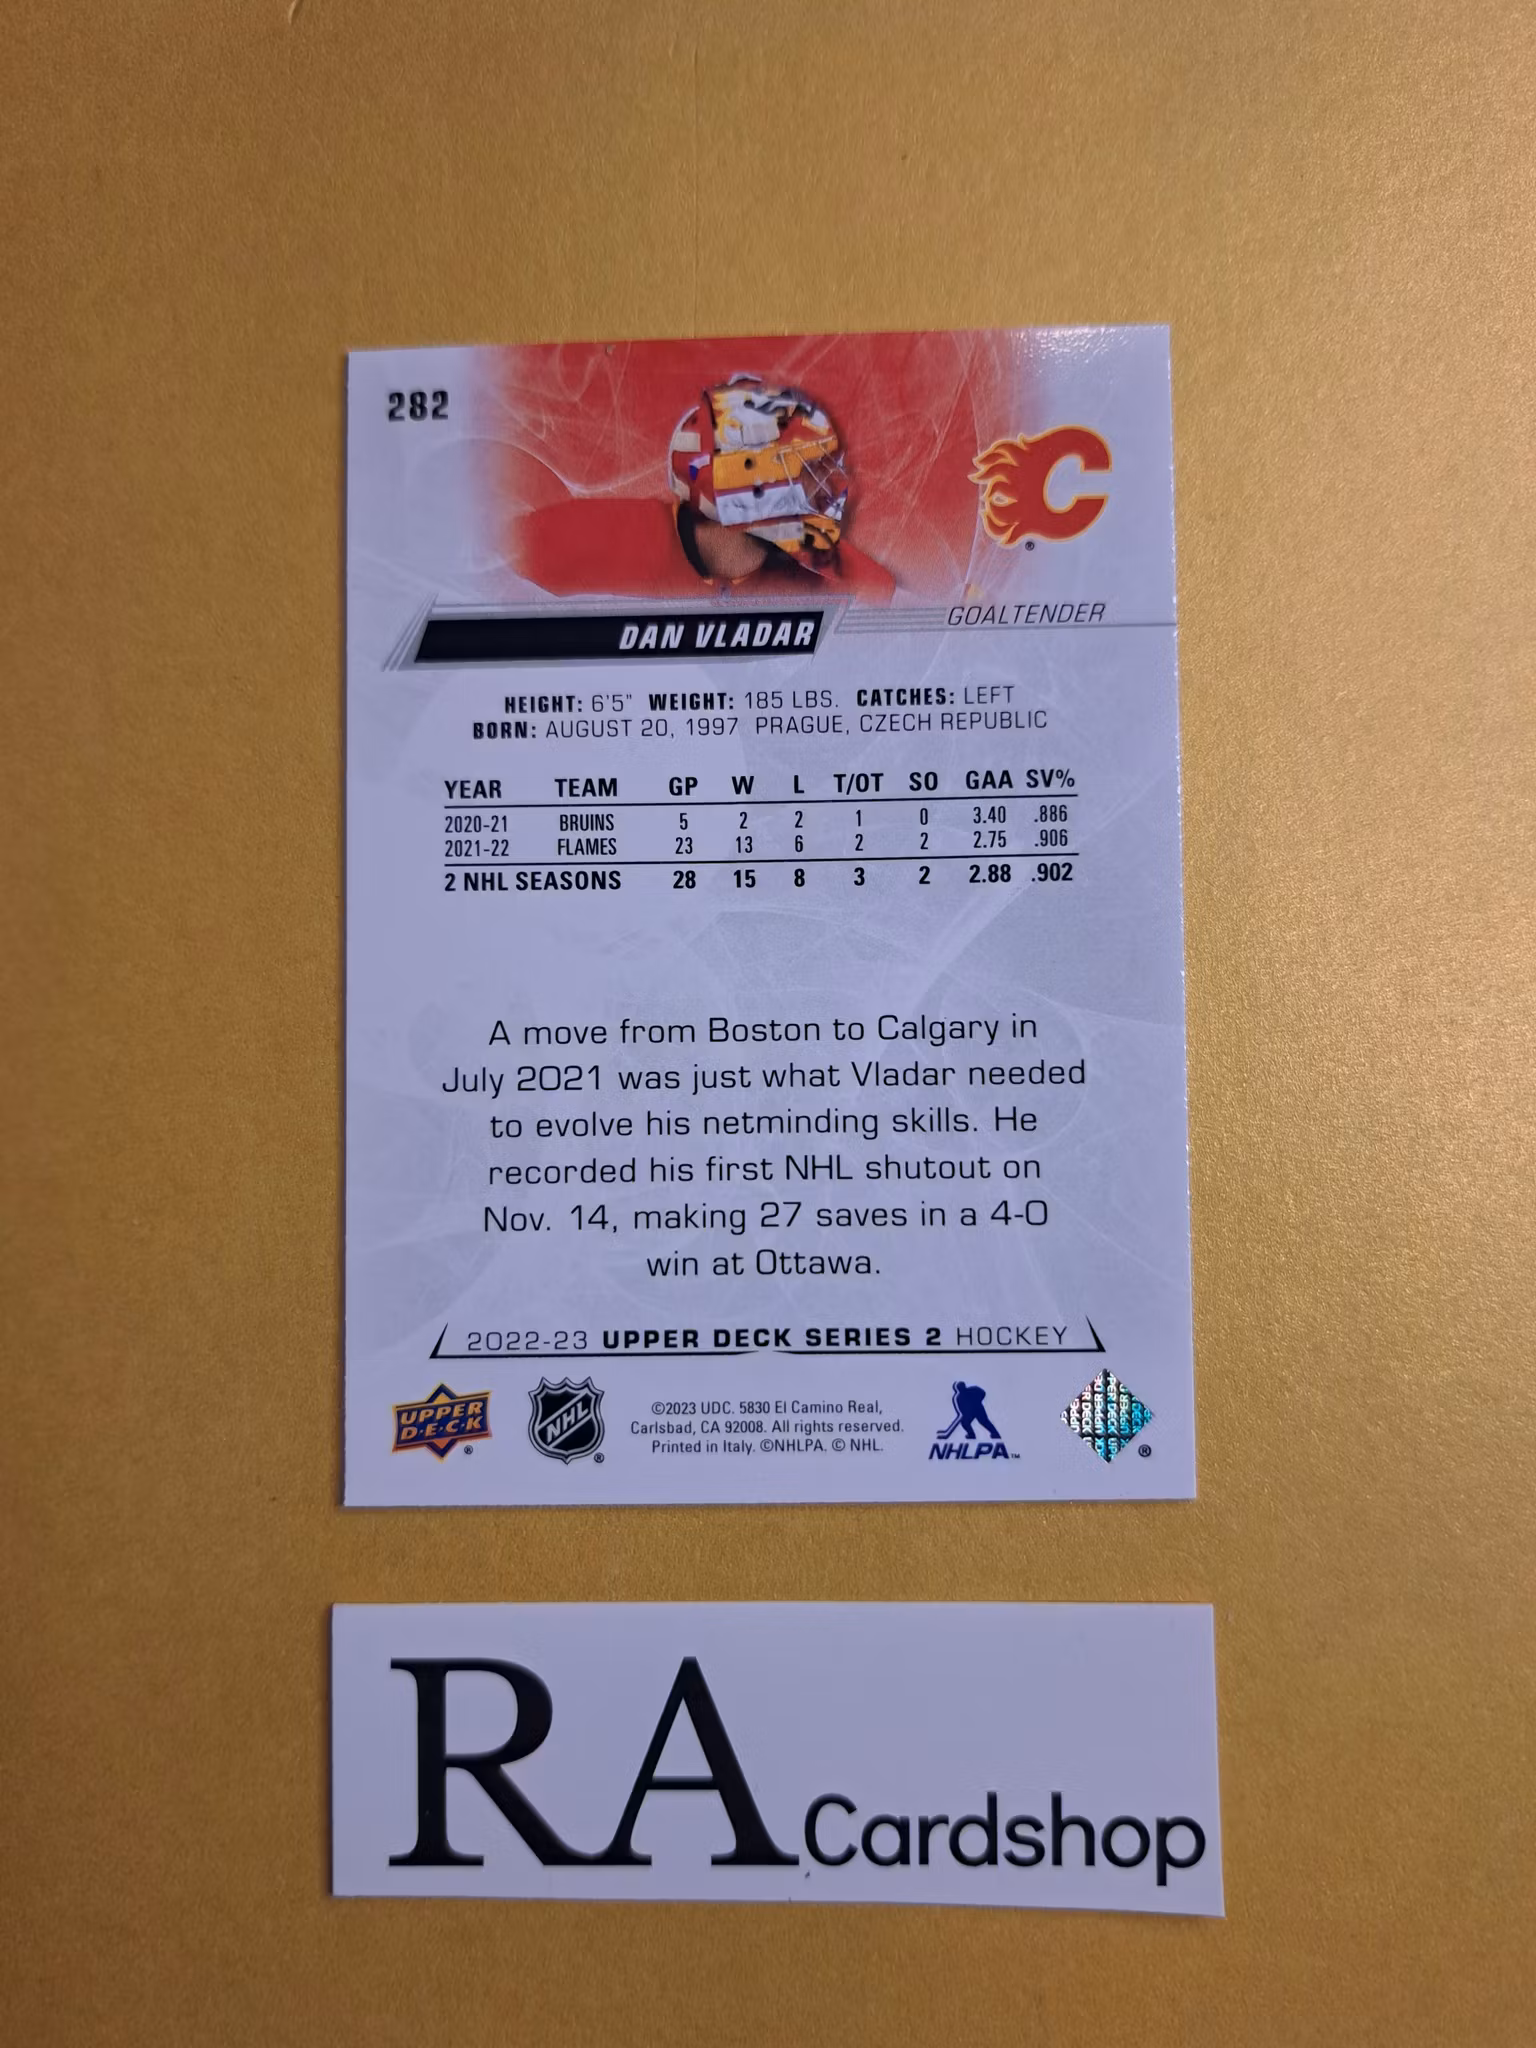 282
C
®
GOALTENDER
DAN VLADAR
HEIGHT: 6'5" WEIGHT: 185 LBS. CATCHES: LEFT
BORN: AUGUST 20, 1997 PRAGUE, CZECH REPUBLIC
YEAR TEAM GP W L T/OT SO GAA SV%
2020-21 BRUINS 5 2 2 1 0 3.40 .886
2021-22 FLAMES 23 13 6 2 2 2.75 .906
2 NHL SEASONS 28 15 8 3 2 2.88 .902
A move from Boston to Calgary in
July 2021 was just what Vladar needed
to evolve his netminding skills. He
recorded his first NHL shutout on
Nov. 14, making 27 saves in a 4-0
win at Ottawa.
2022-23 UPPER DECK SERIES 2 HOCKEY
UPPER
D·E·C·K ®
NHL ®
©2023 UDC. 5830 El Camino Real,
Carlsbad, CA 92008. All rights reserved.
Printed in Italy. ©NHLPA. © NHL.
NHLPA™
®
RA Cardshop